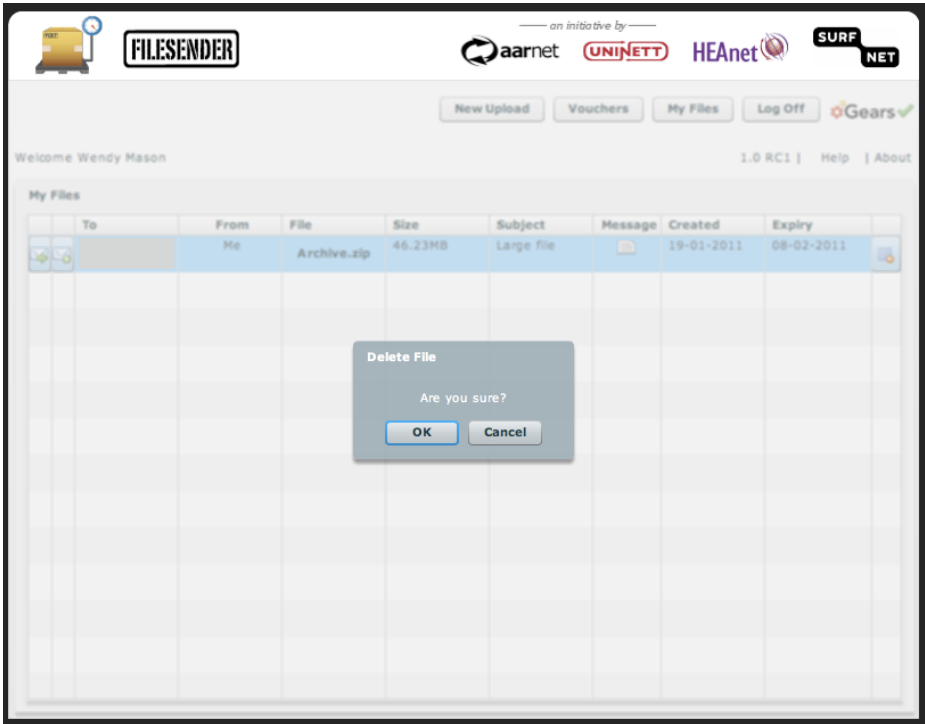 an initiative by
FILESENDER
aarnet
UNINETT
HEAnet
SURF
NET
New Upload Vouchers My Files Log Off Gears
Welcome Wendy Mason 1.0 RC1 | Help | About
My Files
To From File Size Subject Message Created Expiry
Me Archive.zip 46.23MB Large file 19-01-2011 08-02-2011
Delete File
Are you sure?
OK Cancel